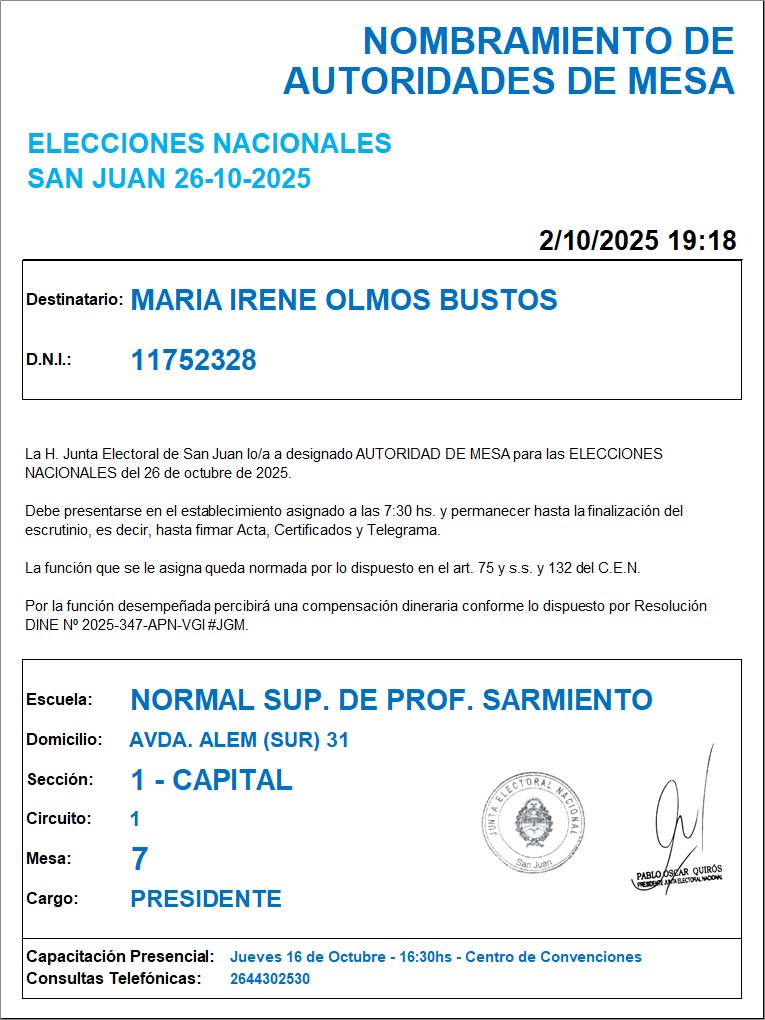 NOMBRAMIENTO DE
AUTORIDADES DE MESA
ELECCIONES NACIONALES
SAN JUAN 26-10-2025
2/10/2025 19:18
Destinatario: MARIA IRENE OLMOS BUSTOS
D.N.I.: 11752328
La H. Junta Electoral de San Juan lo/a a designado AUTORIDAD DE MESA para las ELECCIONES
NACIONALES del 26 de octubre de 2025.
Debe presentarse en el establecimiento asignado a las 7:30 hs. y permanecer hasta la finalización del
escrutinio, es decir, hasta firmar Acta, Certificados y Telegrama.
La función que se le asigna queda normada por lo dispuesto en el art. 75 y s.s. y 132 del C.E.N.
Por la función desempeñada percibirá una compensación dineraria conforme lo dispuesto por Resolución
DINE Nº 2025-347-APN-VGI#JGM.
Escuela: NORMAL SUP. DE PROF. SARMIENTO
Domicilio: AVDA. ALEM (SUR) 31
Sección: 1 - CAPITAL
Circuito: 1
Mesa: 7
Cargo: PRESIDENTE
JUNTA ELECTORAL NACIONAL
San Juan
PABLO OSCAR QUIRÓS
PRESIDENTE JUNTA ELECTORAL NACIONAL
Capacitación Presencial: Jueves 16 de Octubre - 16:30hs - Centro de Convenciones
Consultas Telefónicas: 2644302530